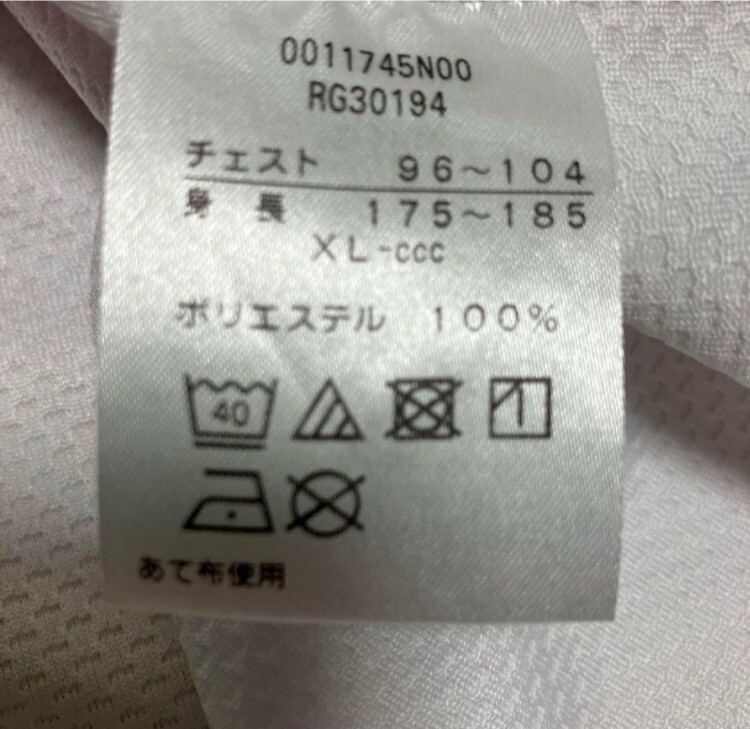 0011745N00
RG30194
チェスト 96~104
身長 175~185
XL-ccc
ポリエステル 100%
40
あて布使用